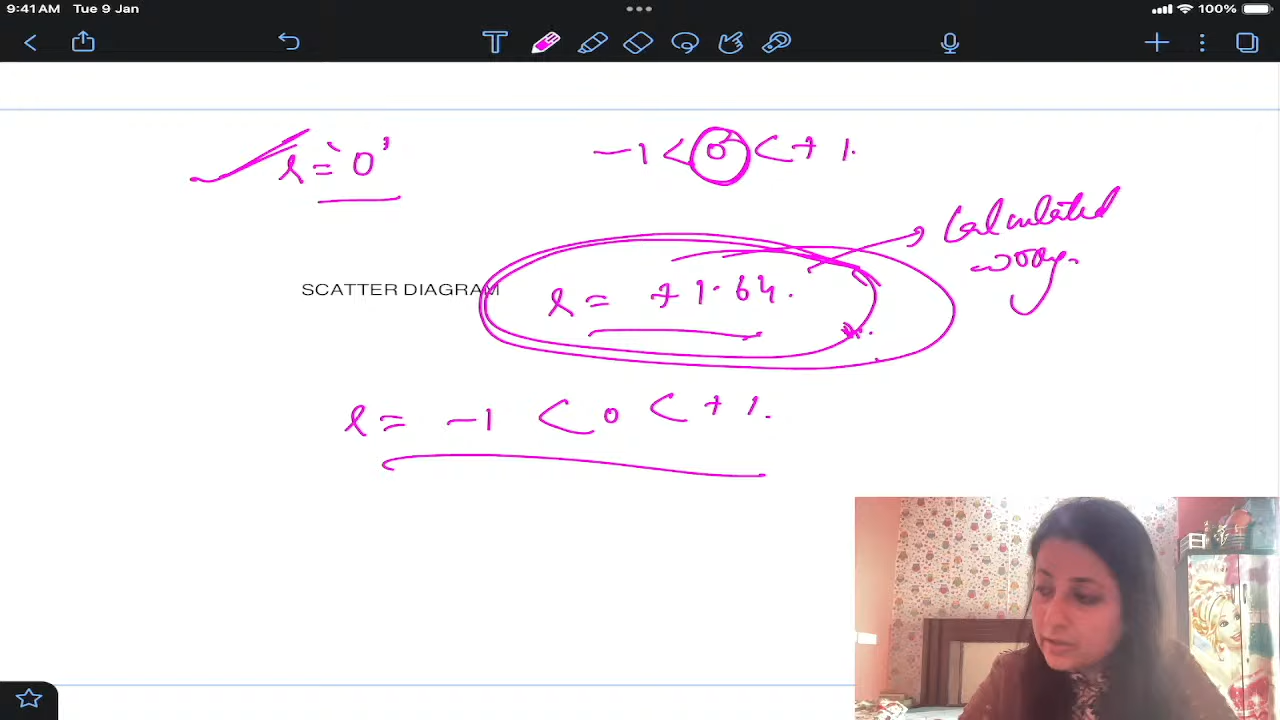 9:41 AM Tue 9 Jan 100%
r = '0' -1 < 0 < +1.
Calculated
SCATTER DIAGRAM r = +1.64.
r = -1 < 0 < +1.